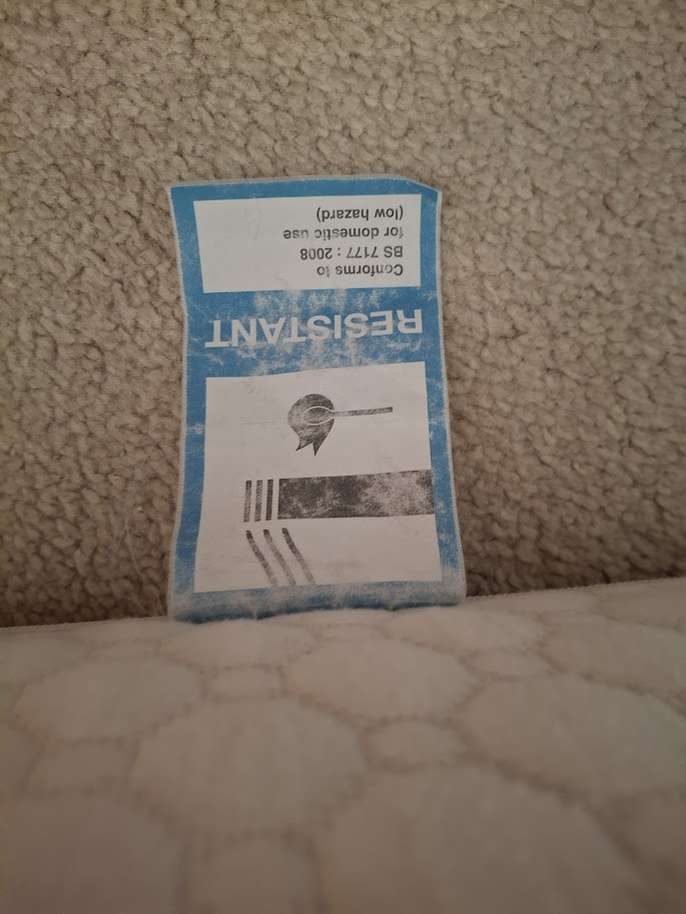 RESISTANT
Conforms to
BS 7177 : 2008
for domestic use
(low hazard)